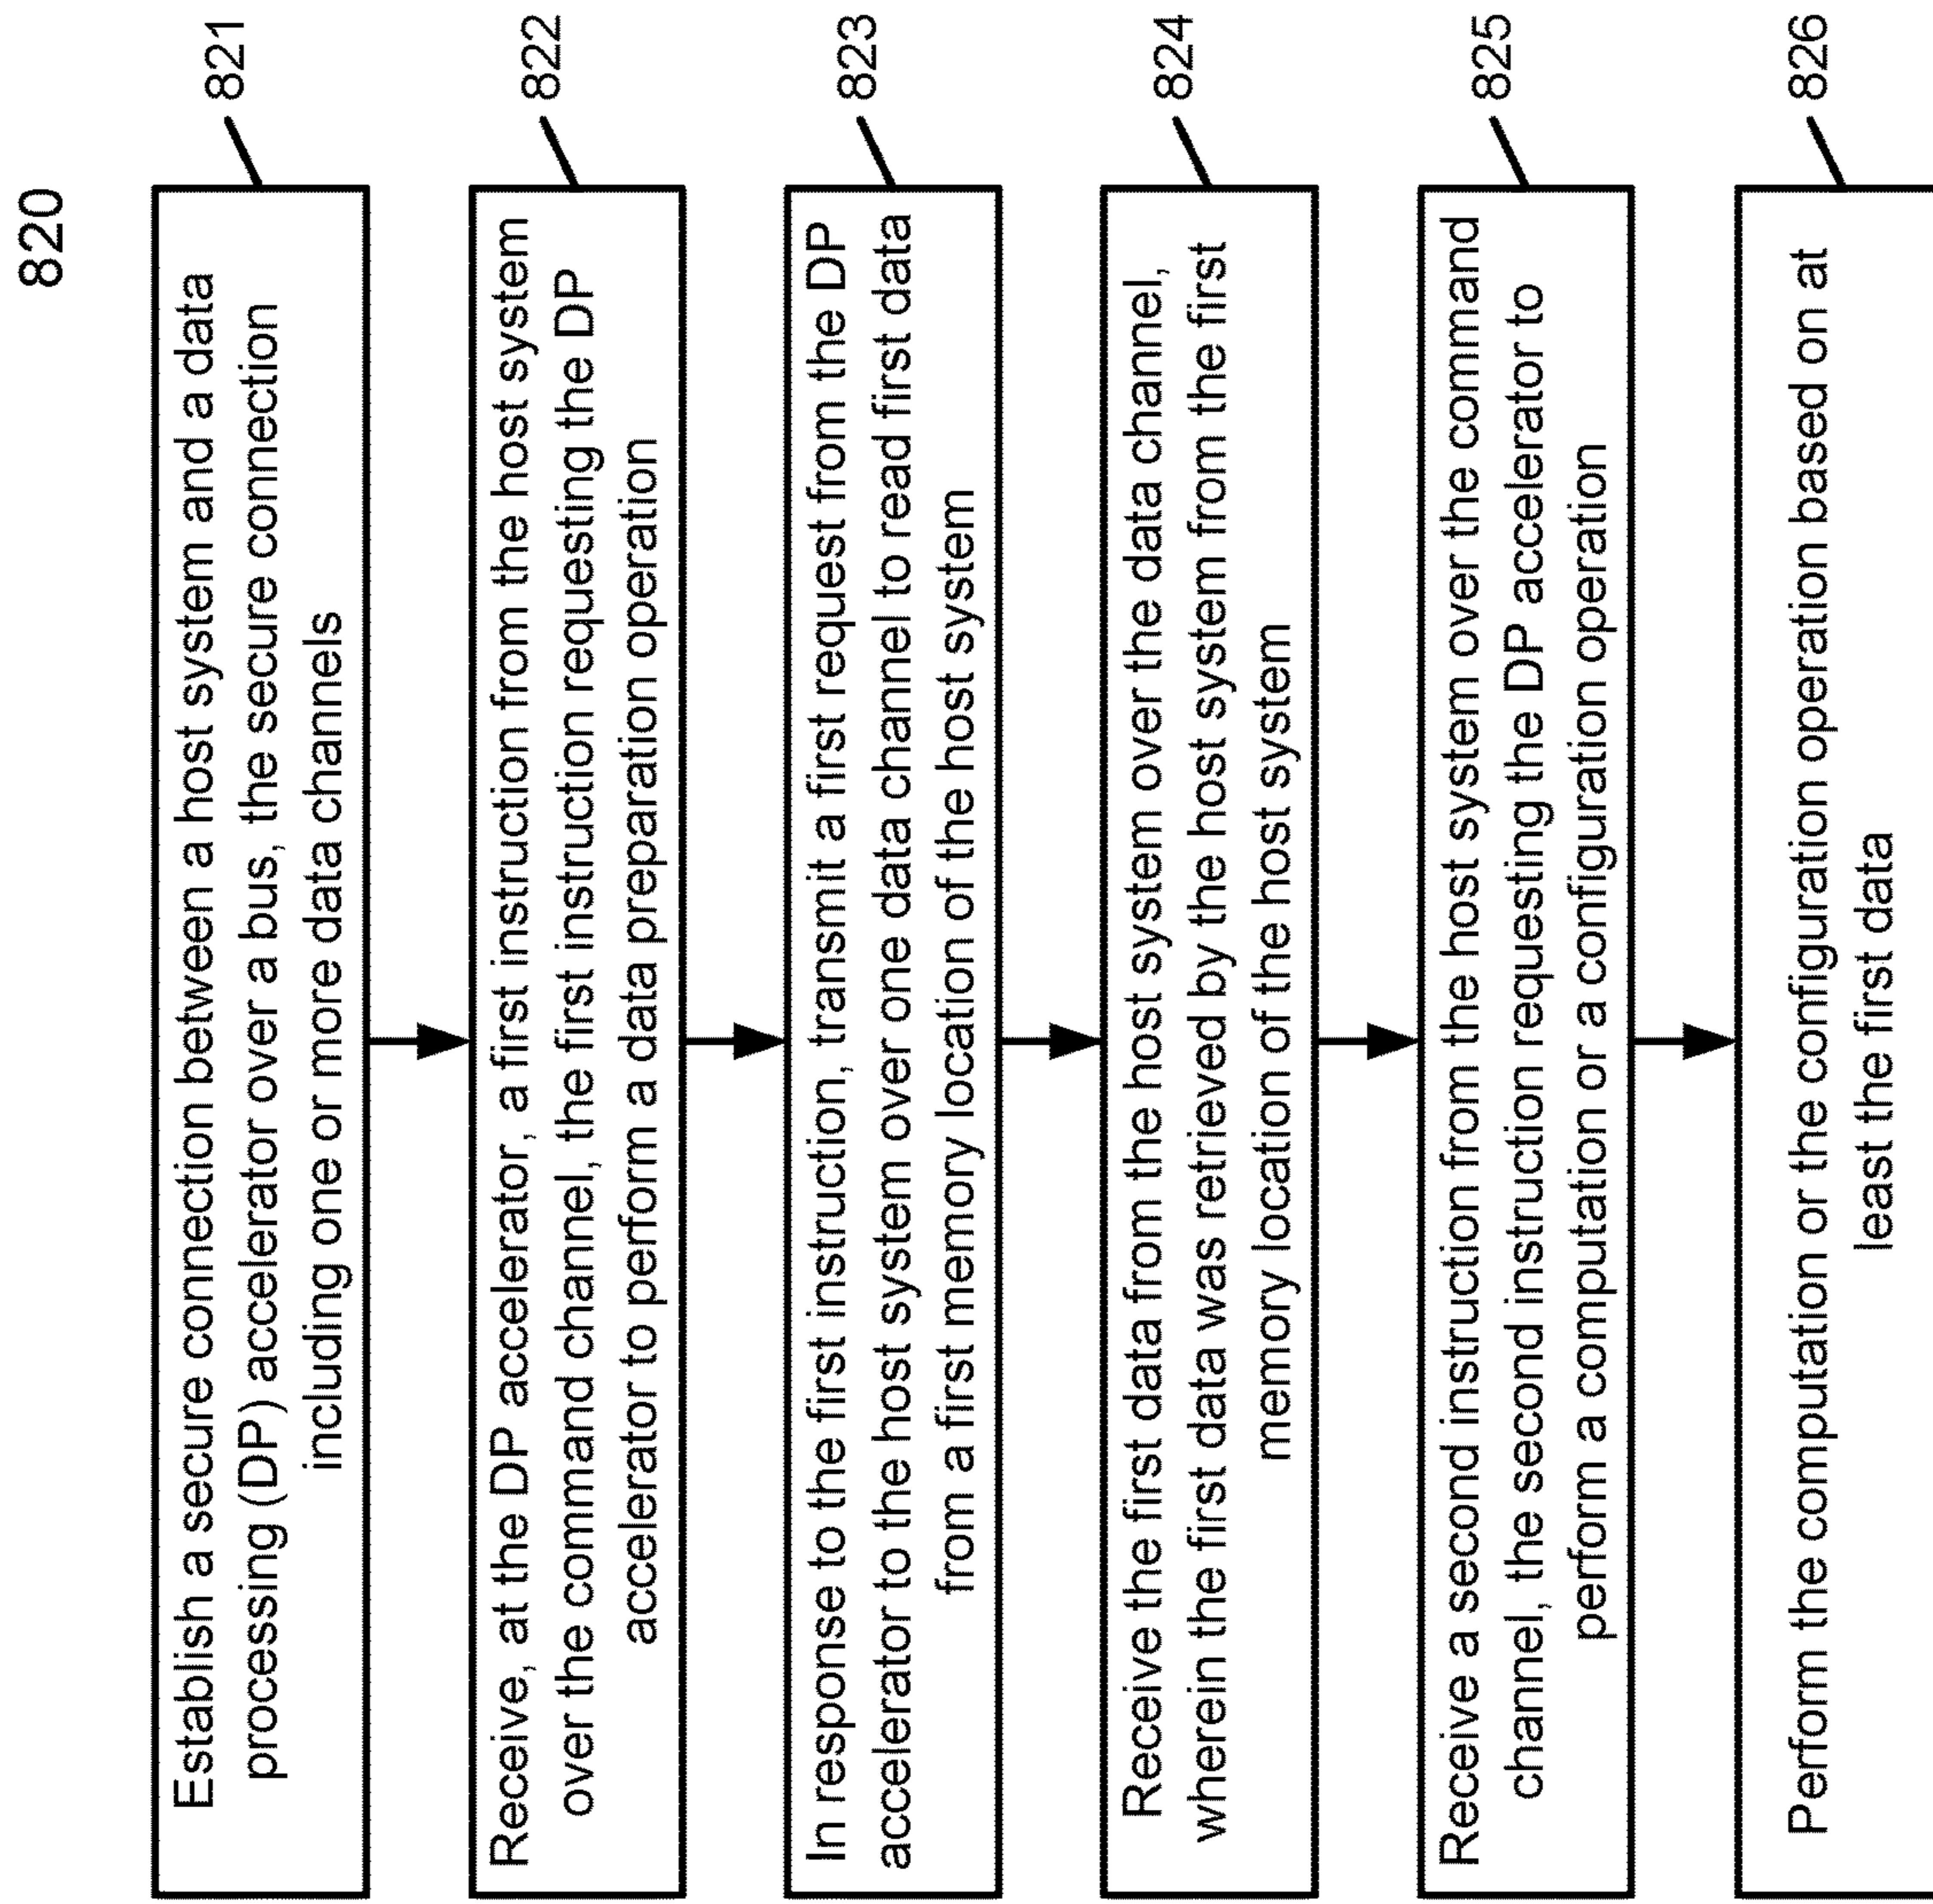 820
Establish a secure connection between a host system and a data
processing (DP) accelerator over a bus, the secure connection
including one or more data channels
821
Receive, at the DP accelerator, a first instruction from the host system
over the command channel, the first instruction requesting the DP
accelerator to perform a data preparation operation
822
In response to the first instruction, transmit a first request from the DP
accelerator to the host system over one data channel to read first data
from a first memory location of the host system
823
Receive the first data from the host system over the data channel,
wherein the first data was retrieved by the host system from the first
memory location of the host system
824
Receive a second instruction from the host system over the command
channel, the second instruction requesting the DP accelerator to
perform a computation or a configuration operation
825
Perform the computation or the configuration operation based on at
least the first data
826